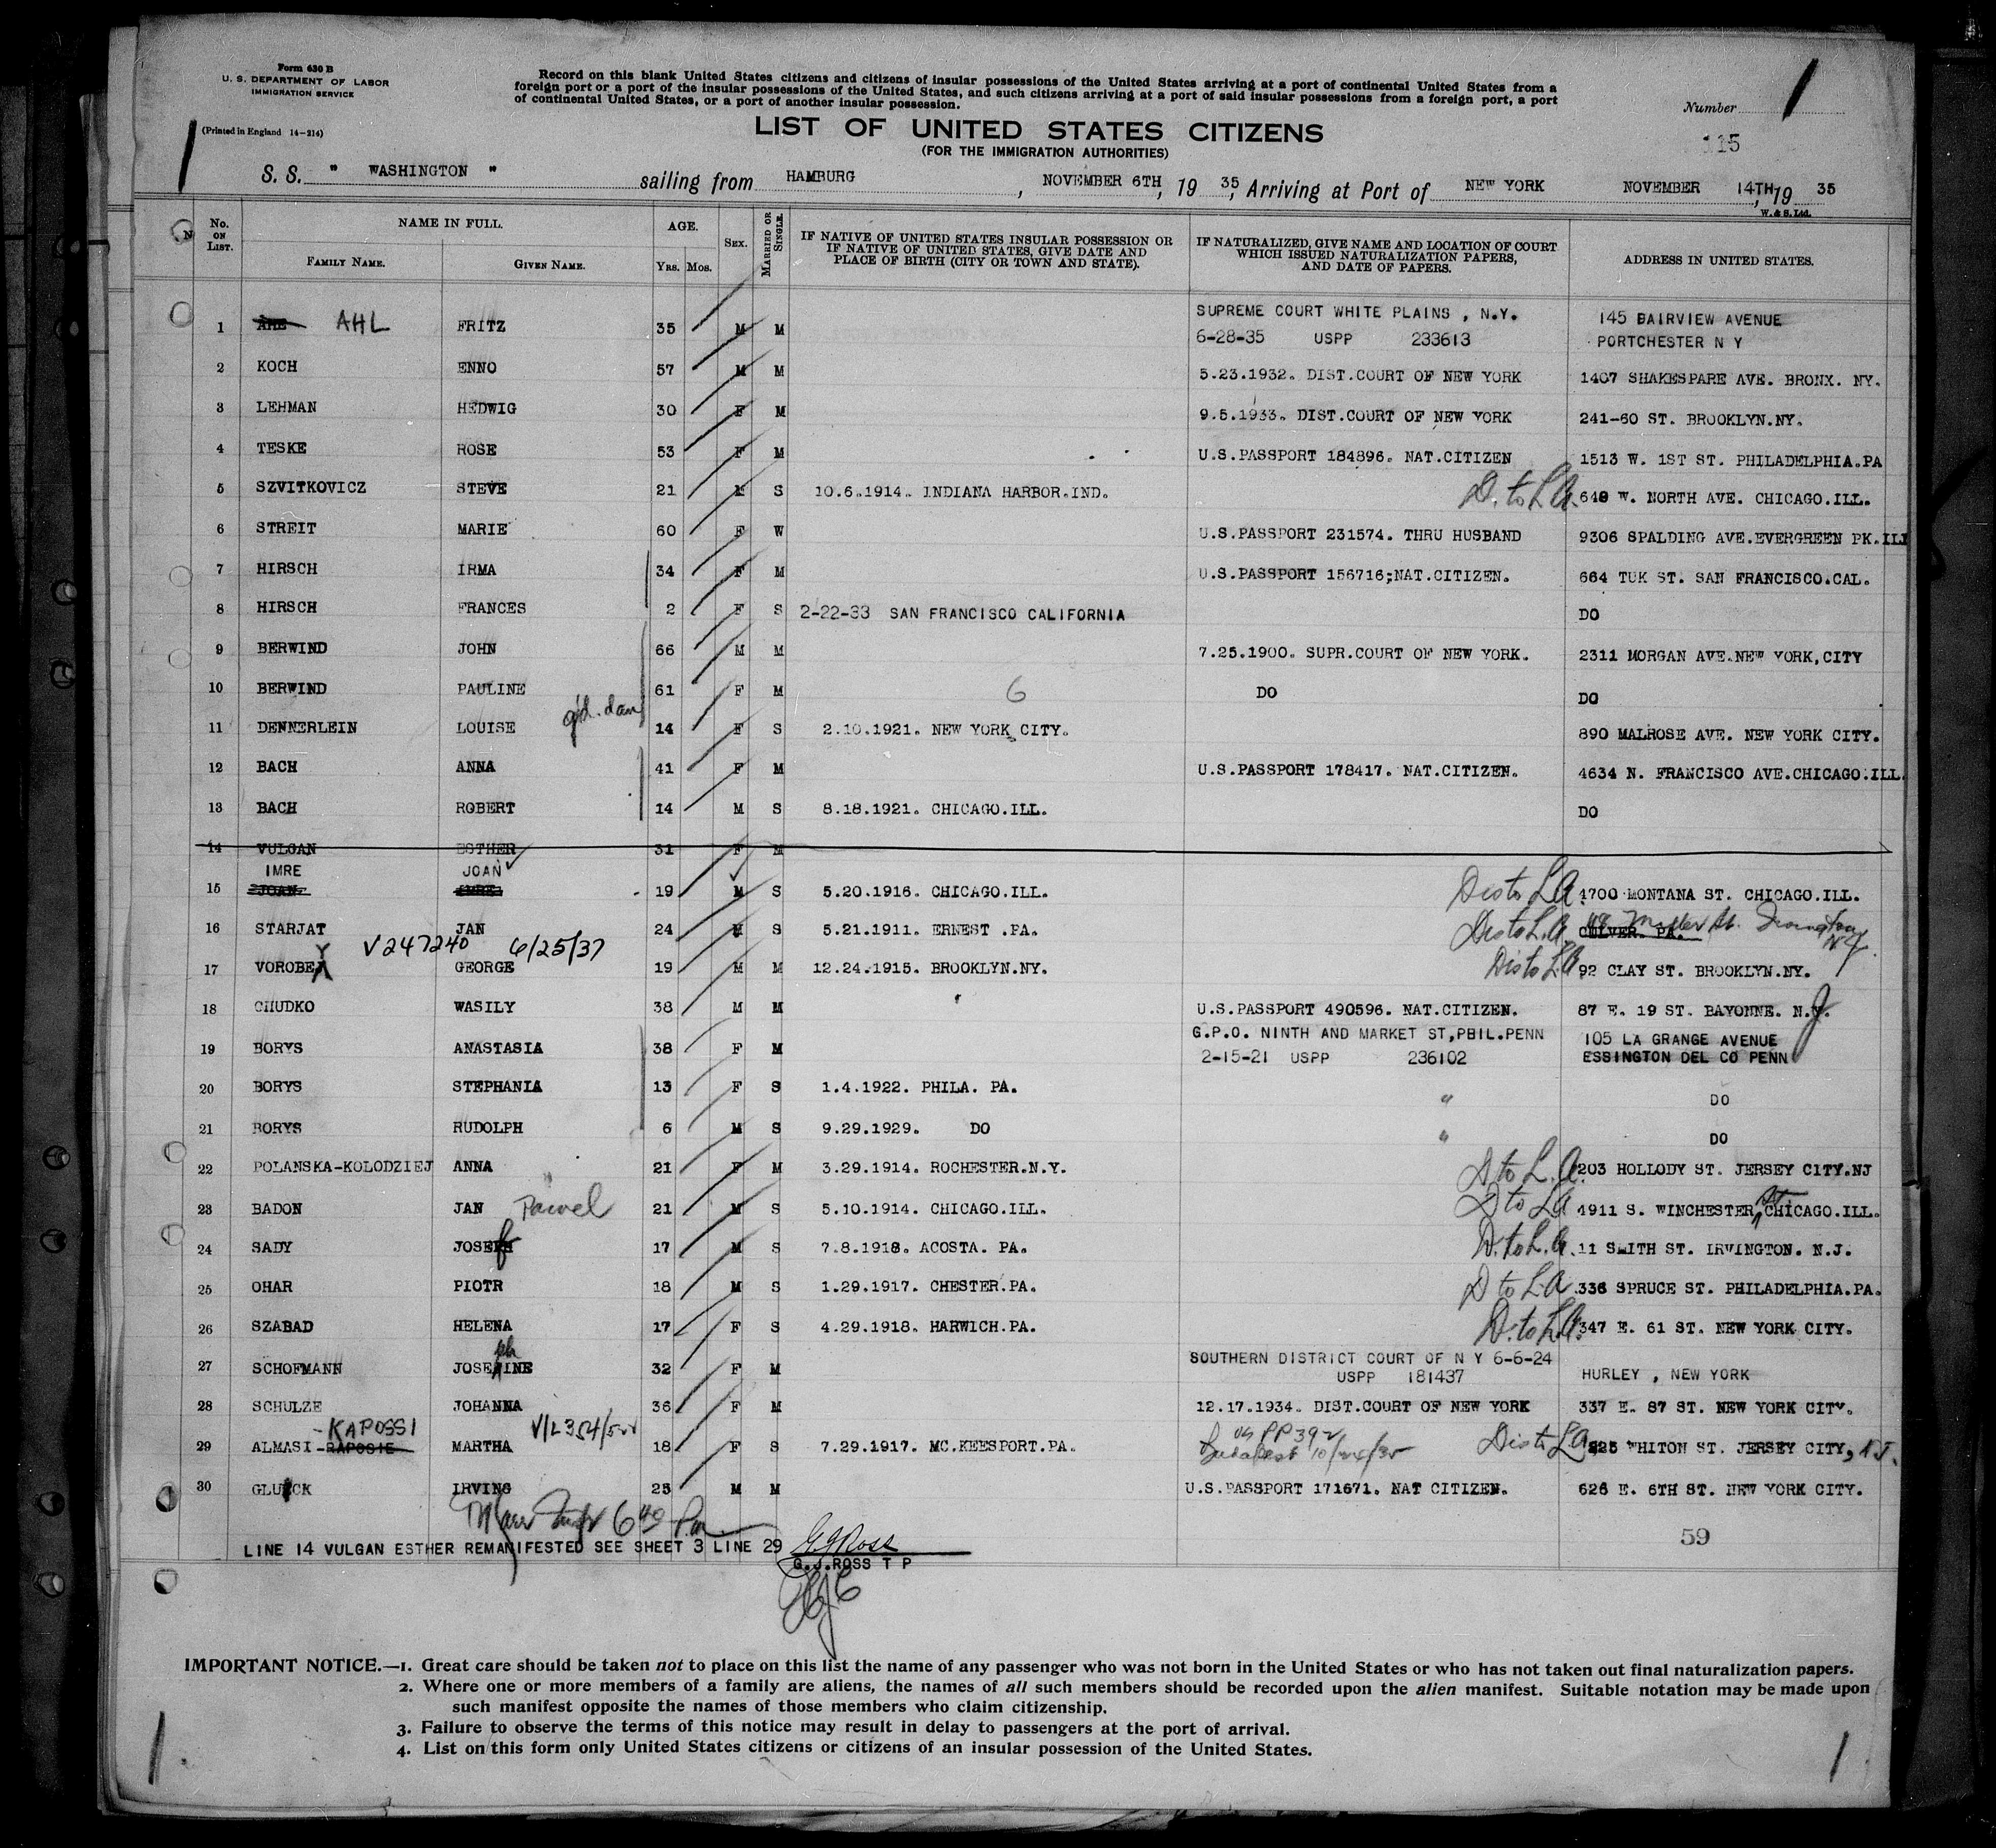 Form 630 B
U. S. DEPARTMENT OF LABOR
IMMIGRATION SERVICE
(Printed in England 14-214)
Record on this blank United States citizens and citizens of insular possessions of the United States arriving at a port of continental United States from a
foreign port or a port of the insular possessions of the United States, and such citizens arriving at a port of said insular possessions from a foreign port, a port
of continental United States, or a port of another insular possession.
Number 1
115
LIST OF UNITED STATES CITIZENS
(FOR THE IMMIGRATION AUTHORITIES)
S. S. " WASHINGTON " sailing from HAMBURG, NOVEMBER 6TH, 19 35, Arriving at Port of NEW YORK NOVEMBER 14TH, 19 35
W. & S. Ltd.
No. ON LIST. NAME IN FULL. FAMILY NAME. GIVEN NAME. AGE. YRS. MOS. SEX. MARRIED OR SINGLE. IF NATIVE OF UNITED STATES INSULAR POSSESSION OR IF NATIVE OF UNITED STATES, GIVE DATE AND PLACE OF BIRTH (CITY OR TOWN AND STATE). IF NATURALIZED, GIVE NAME AND LOCATION OF COURT WHICH ISSUED NATURALIZATION PAPERS, AND DATE OF PAPERS. ADDRESS IN UNITED STATES.
1 AHL FRITZ 35 M M SUPREME COURT WHITE PLAINS , N.Y. 6-28-35 USPP 233613 145 BAIRVIEW AVENUE PORTCHESTER N Y
2 KOCH ENNO 57 M M 5.23.1932. DIST.COURT OF NEW YORK 1407 SHAKESPARE AVE. BRONX. NY.
3 LEHMAN HEDWIG 30 F M 9.5.1933. DIST.COURT OF NEW YORK 241-60 ST. BROOKLYN.NY.
4 TESKE ROSE 53 F M U.S.PASSPORT 184896. NAT.CITIZEN 1513 W. 1ST ST. PHILADELPHIA.PA
5 SZVITKOVICZ STEVE 21 M S 10.6.1914. INDIANA HARBOR.IND. D. to L.A. 649 W. NORTH AVE. CHICAGO.ILL.
6 STREIT MARIE 60 F W U.S.PASSPORT 231574. THRU HUSBAND 9306 SPALDING AVE.EVERGREEN PK.ILL
7 HIRSCH IRMA 34 F M U.S.PASSPORT 156716;NAT.CITIZEN. 664 TUK ST. SAN FRANCISCO.CAL.
8 HIRSCH FRANCES 2 F S 2-22-33 SAN FRANCISCO CALIFORNIA DO
9 BERWIND JOHN 66 M M 7.25.1900. SUPR.COURT OF NEW YORK. 2311 MORGAN AVE.NEW YORK,CITY
10 BERWIND PAULINE 61 F M 6 DO DO
11 DENNERLEIN LOUISE gd. dau 14 F S 2.10.1921. NEW YORK CITY. 890 MALROSE AVE. NEW YORK CITY.
12 BACH ANNA 41 F M U.S.PASSPORT 178417. NAT.CITIZEN. 4634 N. FRANCISCO AVE.CHICAGO.ILL.
13 BACH ROBERT 14 M S 8.18.1921. CHICAGO.ILL. DO
14 VULGAN ESTHER 31 F M
15 IMRE JOAN JOAN IMRE 19 M S 5.20.1916. CHICAGO.ILL. Dis to L.A. 4700 MONTANA ST. CHICAGO.ILL.
16 STARJAT JAN 24 M S 5.21.1911. ERNEST .PA. Dis to L.A. CULVER. PA. St. Irvington NJ.
V247240 6/25/37
17 VOROBEY GEORGE 19 M M 12.24.1915. BROOKLYN.NY. Dis to L.A. 92 CLAY ST. BROOKLYN.NY.
18 CHUDKO WASILY 38 M M U.S.PASSPORT 490596. NAT.CITIZEN. 87 E. 19 ST. BAYONNE. N.J.
19 BORYS ANASTASIA 38 F M G.P.O. NINTH AND MARKET ST,PBIL.PENN 2-15-21 USPP 236102 105 LA GRANGE AVENUE ESSINGTON DEL CO PENN
20 BORYS STEPHANIA 13 F S 1.4.1922. PHILA. PA. " DO
21 BORYS RUDOLPH 6 M S 9.29.1929. DO " DO
22 POLANSKA-KOLODZIEJ ANNA 21 F M 3.29.1914. ROCHESTER.N.Y. D to L.A. 203 HOLLODY ST. JERSEY CITY.NJ
23 BADON JAN Pawel 21 M S 5.10.1914. CHICAGO.ILL. D to LA 4911 S. WINCHESTER St CHICAGO.ILL.
24 SADY JOSEf 17 M S 7.8.1918. ACOSTA. PA. D. to L.A. 11 SMITH ST. IRVINGTON. N.J.
25 OHAR PIOTR 18 M S 1.29.1917. CHESTER.PA. D to L.A. 336 SPRUCE ST. PHILADELPHIA.PA.
26 SZABAD HELENA 17 F S 4.29.1918. HARWICH.PA. D. to L.A. 347 E. 61 ST. NEW YORK CITY.
27 SCHOFMANN JOSEphINE 32 F M SOUTHERN DISTRICT COURT OF N Y 6-6-24 USPP 181437 HURLEY , NEW YORK
28 SCHULZE JOHANNA 36 F M 12.17.1934. DIST.COURT OF NEW YORK 337 E. 87 ST. NEW YORK CITY.
29 ALMASI-RAPOSIE -KAPOSSI MARTHA 18 F S 7.29.1917. MC.KEESPORT.PA. US PP 392 Budapest 10/24/35 Dis to LA 225 WHITON ST. JERSEY CITY, N.J.
30 GLUCK IRVING 25 M M U.S.PASSPORT 171671. NAT CITIZEN. 626 E. 6TH ST. NEW YORK CITY.
59
LINE 14 VULGAN ESTHER REMANIFESTED SEE SHEET 3 LINE 29 G J Ross
G.J.ROSS T P
IMPORTANT NOTICE.—1. Great care should be taken not to place on this list the name of any passenger who was not born in the United States or who has not taken out final naturalization papers.
2. Where one or more members of a family are aliens, the names of all such members should be recorded upon the alien manifest. Suitable notation may be made upon
such manifest opposite the names of those members who claim citizenship.
3. Failure to observe the terms of this notice may result in delay to passengers at the port of arrival.
4. List on this form only United States citizens or citizens of an insular possession of the United States.